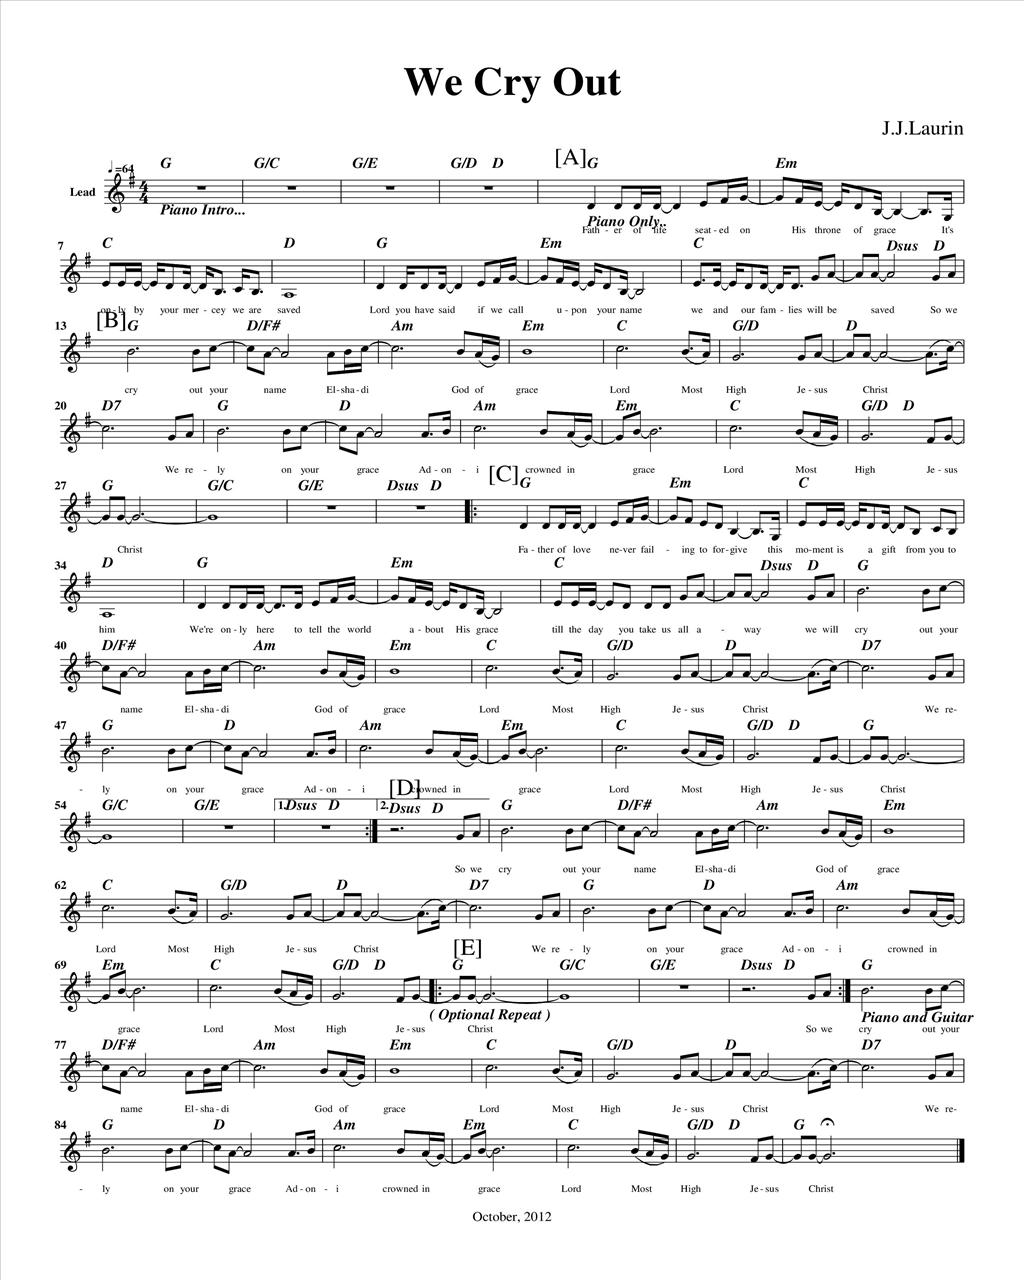 We Cry Out
J.J.Laurin
♩=64 G G/C G/E G/D D [A] G Em
Lead
Piano Intro... Piano Only..
Fath - er of life seat - ed on His throne of grace It's
7 C D G Em C Dsus D
on - ly by your mer - cey we are saved Lord you have said if we call u - pon your name we and our fam - lies will be saved So we
13 [B] G D/F# Am Em C G/D D
cry out your name El - sha - di God of grace Lord Most High Je - sus Christ
20 D7 G D Am Em C G/D D
We re - ly on your grace Ad - on - i crowned in grace Lord Most High Je - sus
27 G G/C G/E Dsus D [C] G Em C
Christ Fa - ther of love ne - ver fail - ing to for - give this mo - ment is a gift from you to
34 D G Em C Dsus D G
him We're on - ly here to tell the world a - bout His grace till the day you take us all a - way we will cry out your
40 D/F# Am Em C G/D D D7
name El - sha - di God of grace Lord Most High Je - sus Christ We re-
47 G D Am Em C G/D D G
- ly on your grace Ad - on - i crowned in grace Lord Most High Je - sus Christ
54 G/C G/E 1. Dsus D 2. Dsus D [D] G D/F# Am Em
So we cry out your name El - sha - di God of grace
62 C G/D D D7 G D Am
Lord Most High Je - sus Christ We re - ly on your grace Ad - on - i crowned in
69 Em C G/D D [E] G G/C G/E Dsus D G
( Optional Repeat ) Piano and Guitar
grace Lord Most High Je - sus Christ So we cry out your
77 D/F# Am Em C G/D D D7
name El - sha - di God of grace Lord Most High Je - sus Christ We re-
84 G D Am Em C G/D D G
- ly on your grace Ad - on - i crowned in grace Lord Most High Je - sus Christ
October, 2012